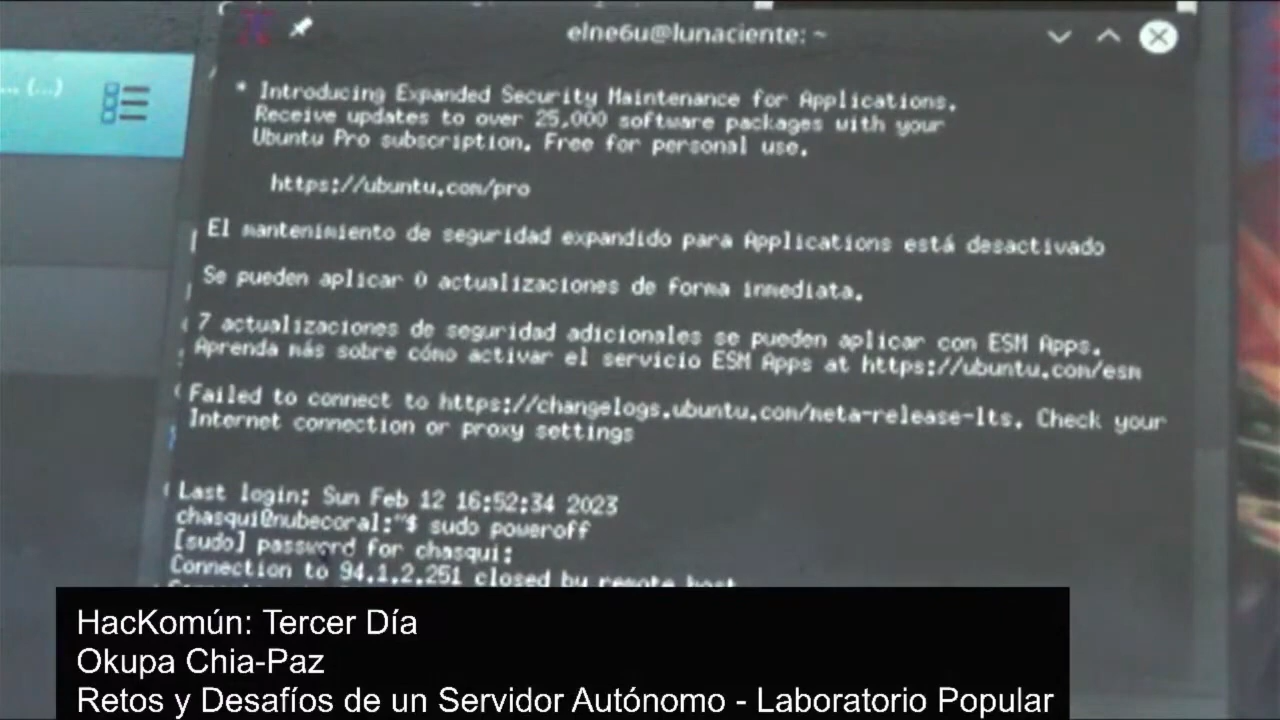 elne6u@lunaciente: ~
... (...)
* Introducing Expanded Security Maintenance for Applications.
Receive updates to over 25,000 software packages with your
Ubuntu Pro subscription. Free for personal use.
https://ubuntu.com/pro
El mantenimiento de seguridad expandido para Applications está desactivado
Se pueden aplicar 0 actualizaciones de forma inmediata.
7 actualizaciones de seguridad adicionales se pueden aplicar con ESM Apps.
Aprenda más sobre cómo activar el servicio ESM Apps at https://ubuntu.com/esm
Failed to connect to https://changelogs.ubuntu.com/meta-release-lts. Check your
Internet connection or proxy settings
Last login: Sun Feb 12 16:52:34 2023
chasqui@nubecoral:~$ sudo poweroff
[sudo] password for chasqui:
Connection to 94.1.2.251 closed by remote host
HacKomún: Tercer Día
Okupa Chia-Paz
Retos y Desafíos de un Servidor Autónomo - Laboratorio Popular